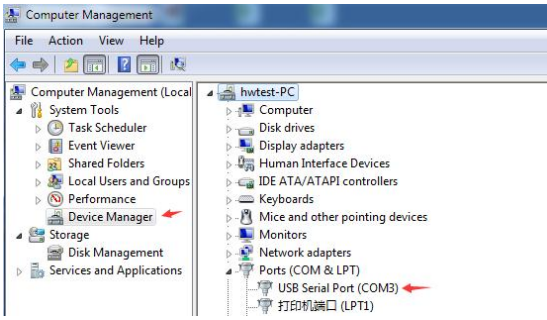 Computer Management
File Action View Help
Computer Management (Local
System Tools
Task Scheduler
Event Viewer
Shared Folders
Local Users and Groups
Performance
Device Manager
Storage
Disk Management
Services and Applications
hwtest-PC
Computer
Disk drives
Display adapters
Human Interface Devices
IDE ATA/ATAPI controllers
Keyboards
Mice and other pointing devices
Monitors
Network adapters
Ports (COM & LPT)
USB Serial Port (COM3)
打印机端口 (LPT1)